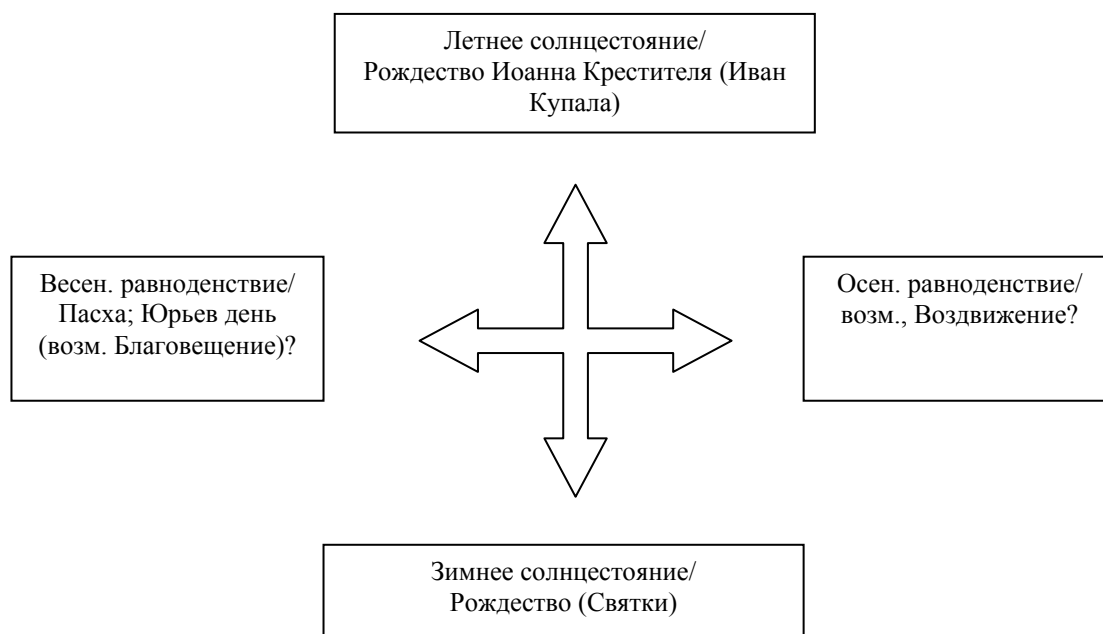 Летнее солнцестояние/
Рождество Иоанна Крестителя (Иван
Купала)
Весен. равноденствие/
Пасха; Юрьев день
(возм. Благовещение)?
Осен. равноденствие/
возм., Воздвижение?
Зимнее солнцестояние/
Рождество (Святки)